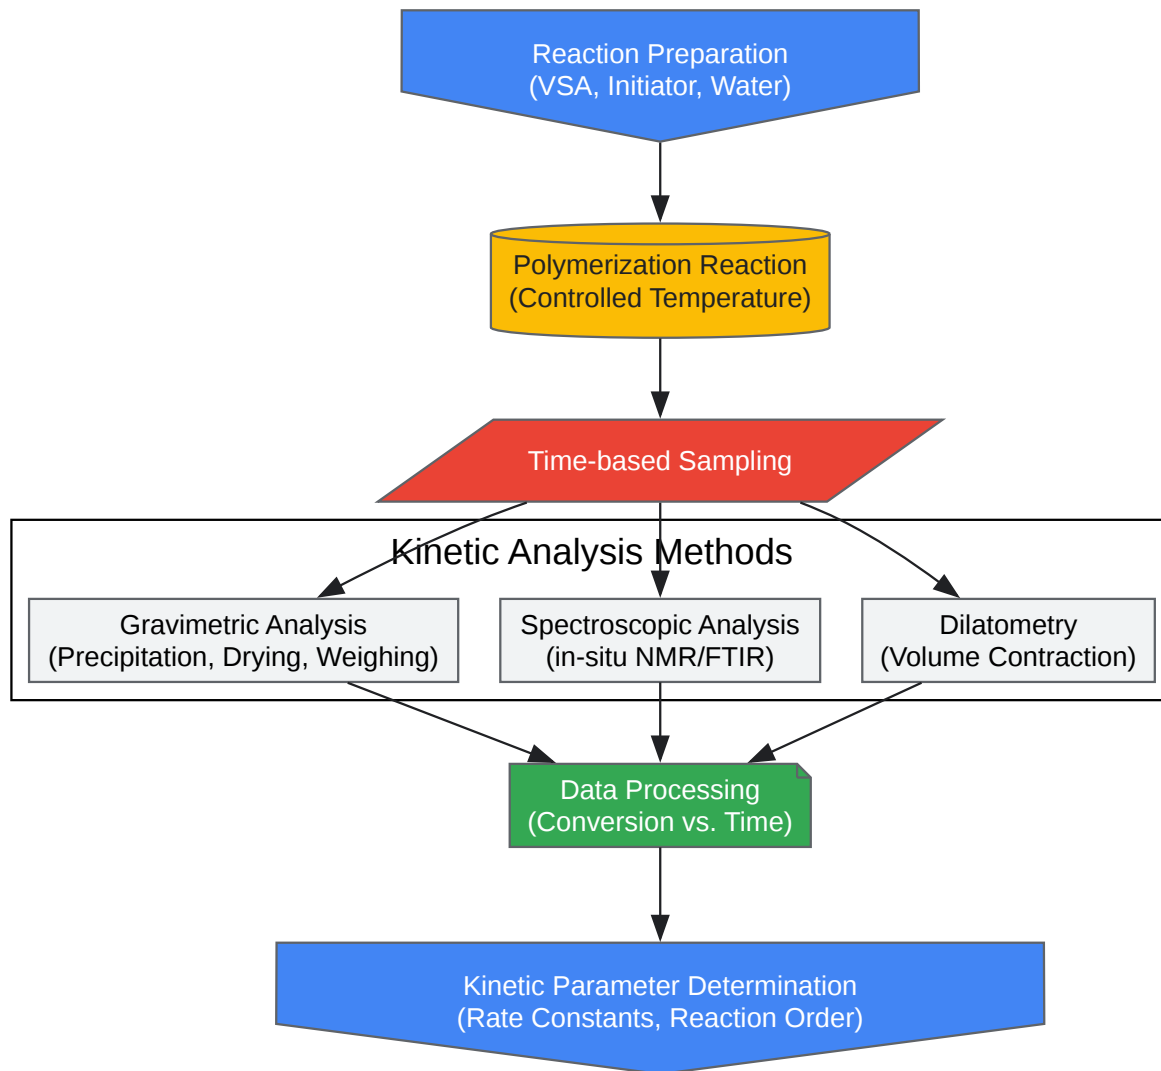 Reaction Preparation
(VSA, Initiator, Water)
Polymerization Reaction
(Controlled Temperature)
Time-based Sampling
Kinetic Analysis Methods
Gravimetric Analysis
(Precipitation, Drying, Weighing)
Spectroscopic Analysis
(in-situ NMR/FTIR)
Dilatometry
(Volume Contraction)
Data Processing
(Conversion vs. Time)
Kinetic Parameter Determination
(Rate Constants, Reaction Order)